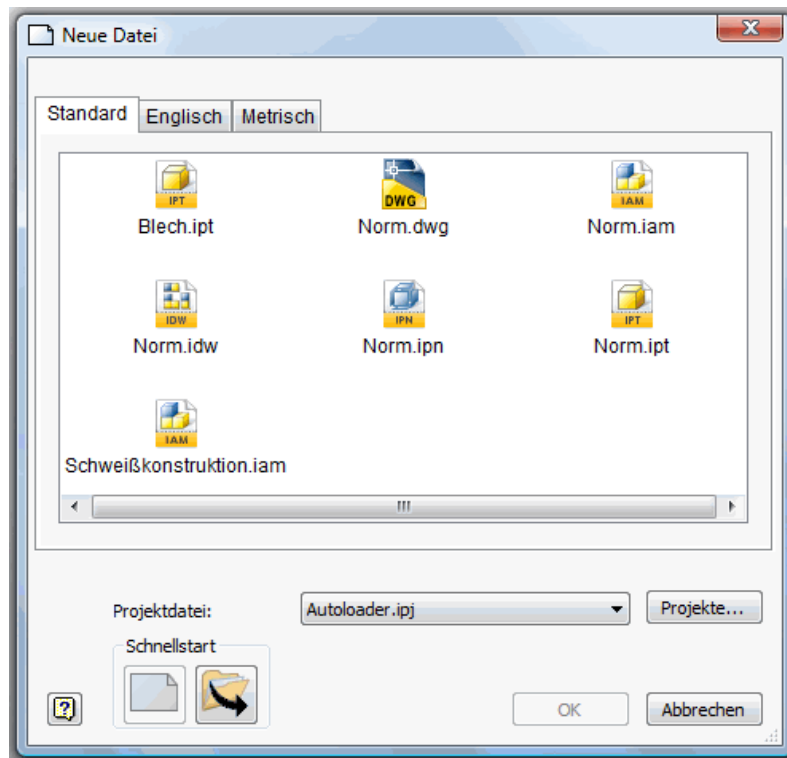 Neue Datei
Standard Englisch Metrisch
IPT DWG IAM
Blech.ipt Norm.dwg Norm.iam
IDW IPN IPT
Norm.idw Norm.ipn Norm.ipt
IAM
Schweißkonstruktion.iam
Projektdatei: Autoloader.ipj Projekte...
Schnellstart
? OK Abbrechen